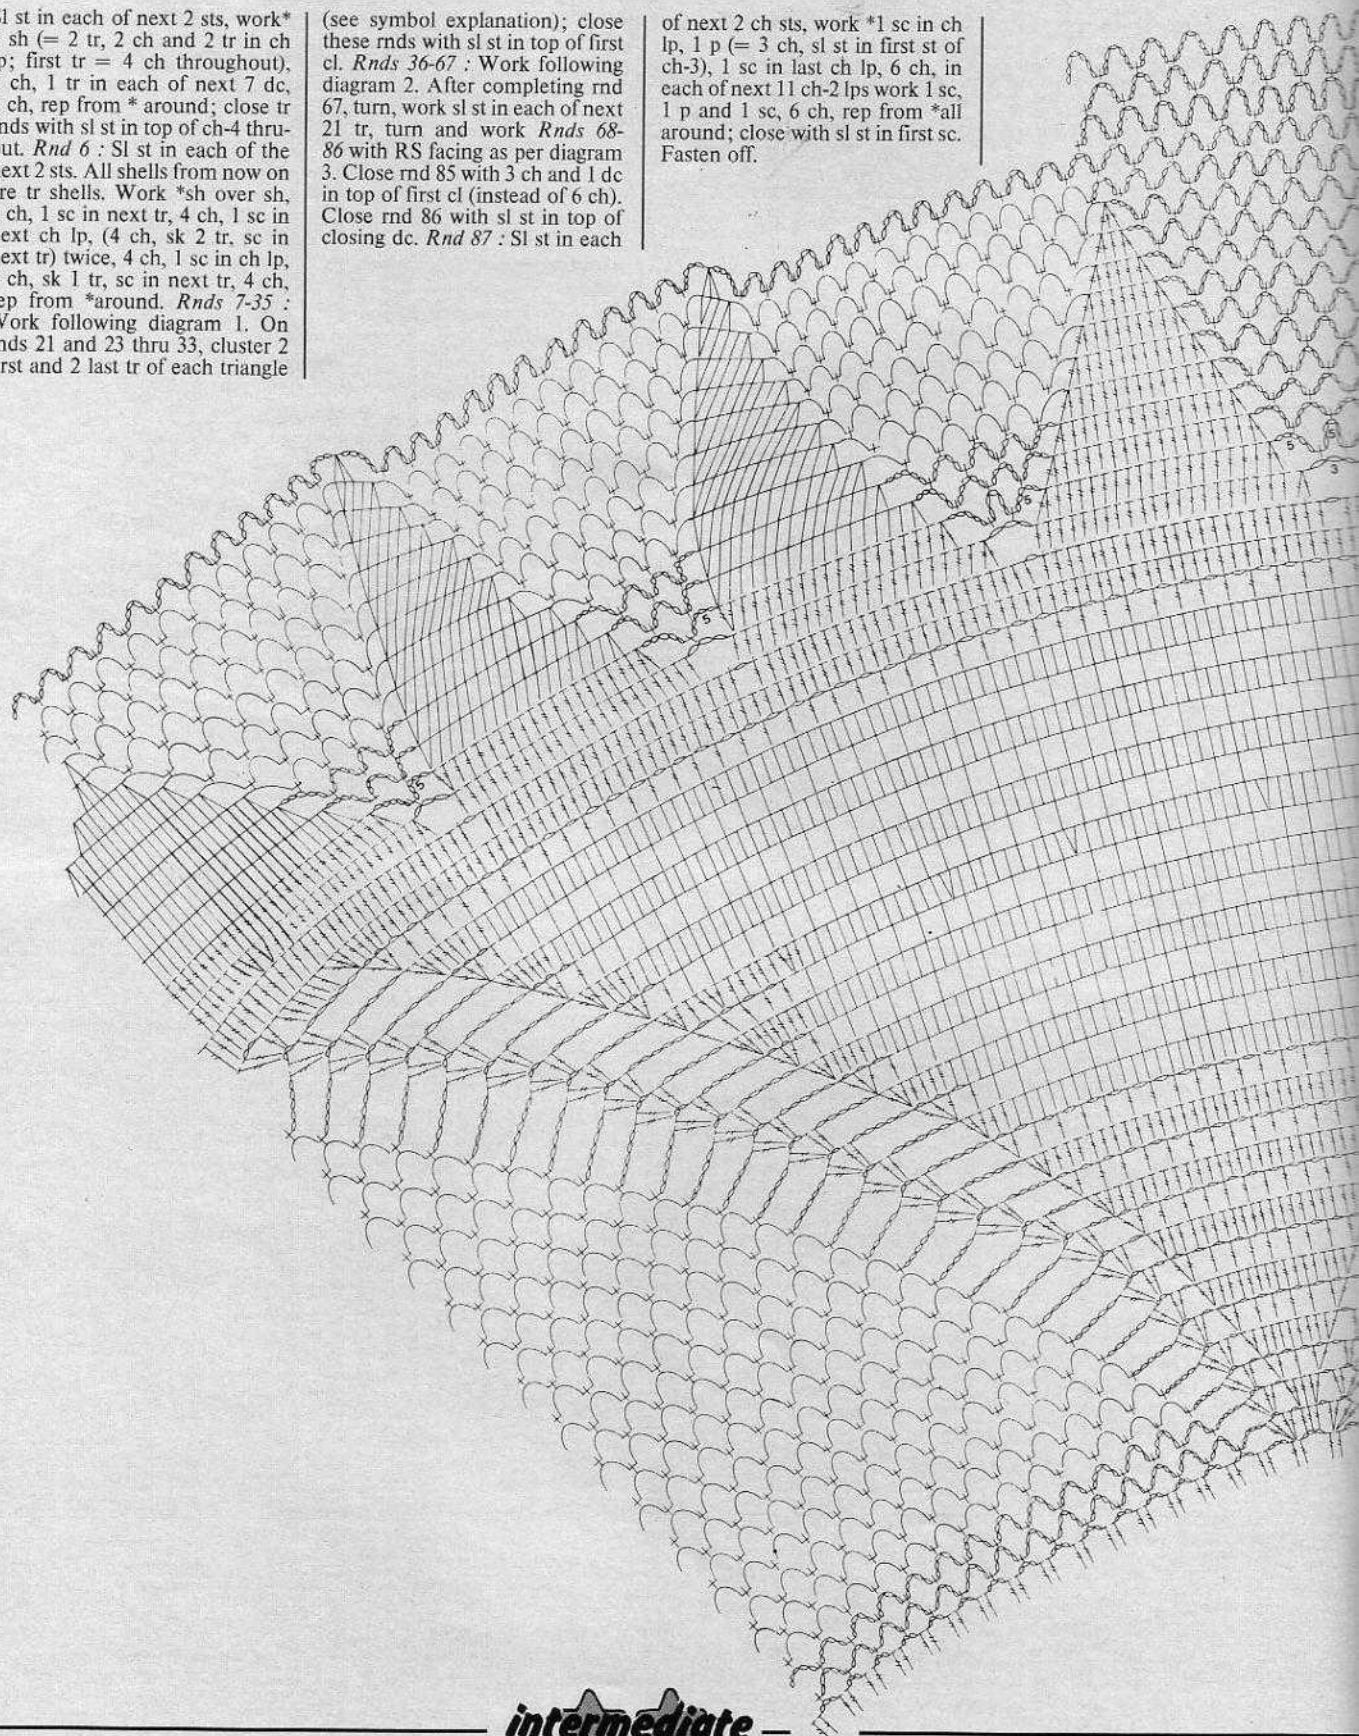 sl st in each of next 2 sts, work*
sh (= 2 tr, 2 ch and 2 tr in ch
first tr = 4 ch throughout),
ch, 1 tr in each of next 7 dc,
ch, rep from * around; close tr
nds with sl st in top of ch-4 thru-
ut. Rnd 6 : Sl st in each of the
ext 2 sts. All shells from now on
re tr shells. Work *sh over sh,
ch, 1 sc in next tr, 4 ch, 1 sc in
ext ch lp, (4 ch, sk 2 tr, sc in
ext tr) twice, 4 ch, 1 sc in ch lp,
ch, sk 1 tr, sc in next tr, 4 ch,
ep from *around. Rnds 7-35 :
Work following diagram 1. On
nds 21 and 23 thru 33, cluster 2
rst and 2 last tr of each triangle
(see symbol explanation); close
these rnds with sl st in top of first
cl. Rnds 36-67 : Work following
diagram 2. After completing rnd
67, turn, work sl st in each of next
21 tr, turn and work Rnds 68-
86 with RS facing as per diagram
3. Close rnd 85 with 3 ch and 1 dc
in top of first cl (instead of 6 ch).
Close rnd 86 with sl st in top of
closing dc. Rnd 87 : Sl st in each
of next 2 ch sts, work *1 sc in ch
lp, 1 p (= 3 ch, sl st in first st of
ch-3), 1 sc in last ch lp, 6 ch, in
each of next 11 ch-2 lps work 1 sc,
1 p and 1 sc, 6 ch, rep from *all
around; close with sl st in first sc.
Fasten off.
5
5
3
5
5
5
intermediate